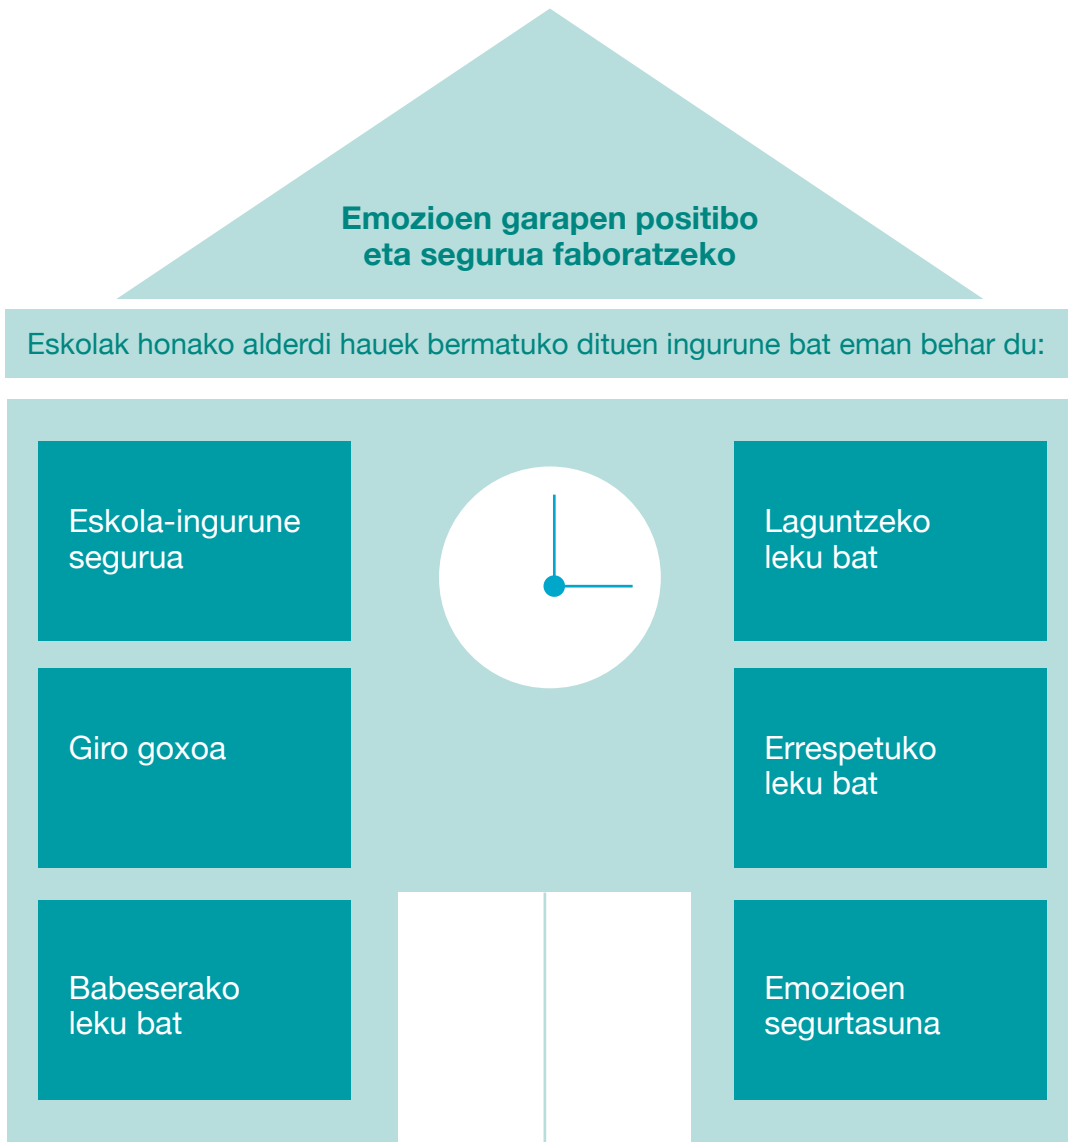 Emozioen garapen positibo
eta segurua faboratzeko
Eskolak honako alderdi hauek bermatuko dituen ingurune bat eman behar du:
Eskola-ingurune
segurua
Laguntzeko
leku bat
Giro goxoa
Errespetuko
leku bat
Babeserako
leku bat
Emozioen
segurtasuna